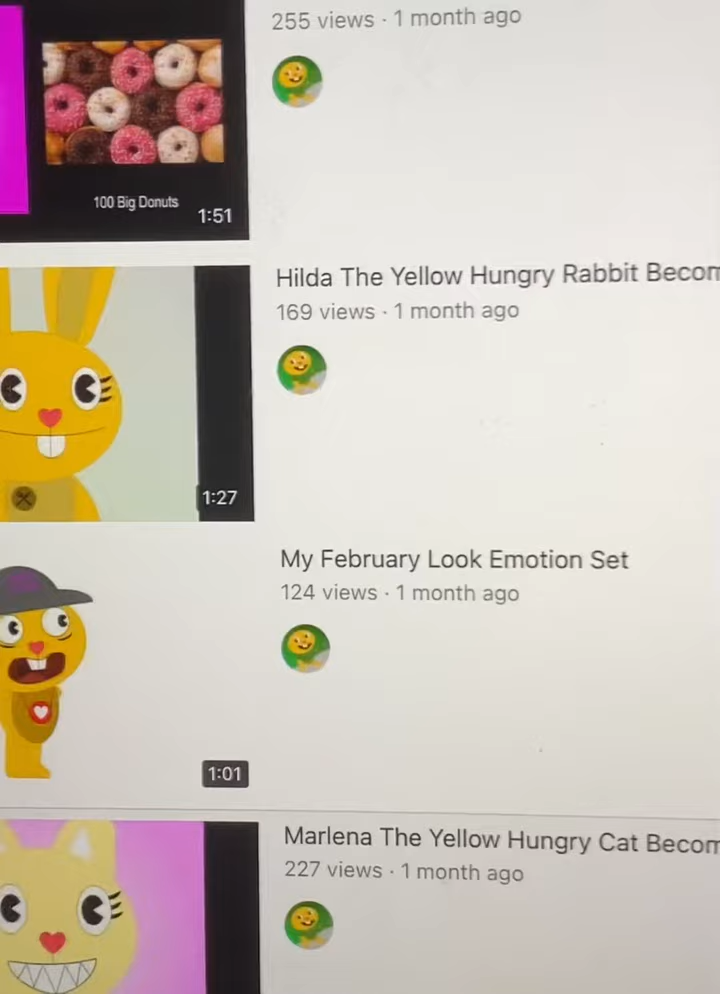 255 views · 1 month ago
100 Big Donuts
1:51
Hilda The Yellow Hungry Rabbit Becom
169 views · 1 month ago
1:27
My February Look Emotion Set
124 views · 1 month ago
1:01
Marlena The Yellow Hungry Cat Becom
227 views · 1 month ago